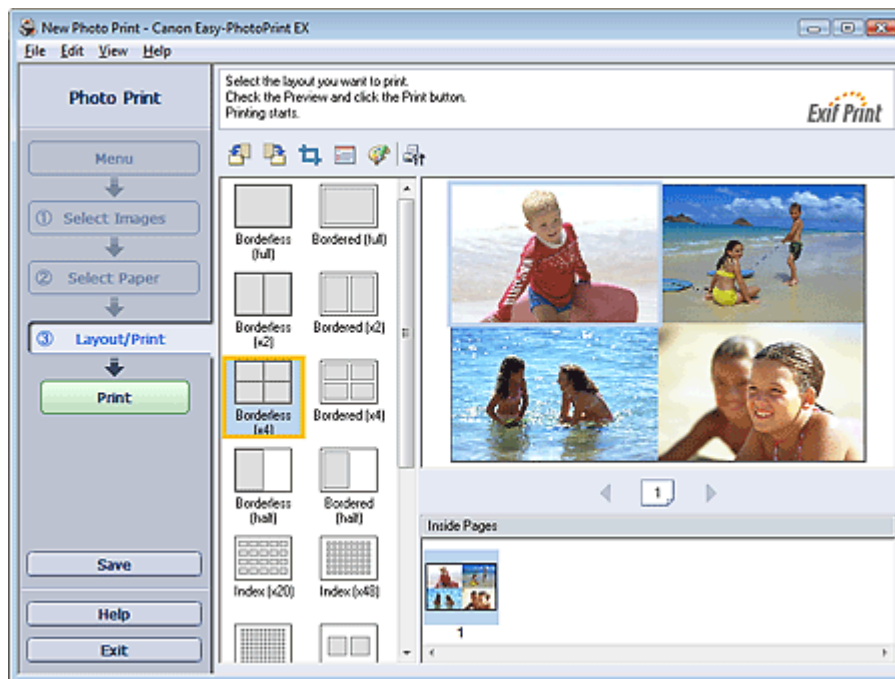 New Photo Print - Canon Easy-PhotoPrint EX
File Edit View Help
Photo Print
Select the layout you want to print.
Check the Preview and click the Print button.
Printing starts.
Exif Print
Menu
① Select Images
② Select Paper
③ Layout/Print
Print
Save
Help
Exit
Borderless
(full)
Bordered (full)
Borderless
(x2)
Bordered (x2)
Borderless
(x4)
Bordered (x4)
Borderless
(half)
Bordered
(half)
Index (x20)
Index (x48)
1
Inside Pages
1